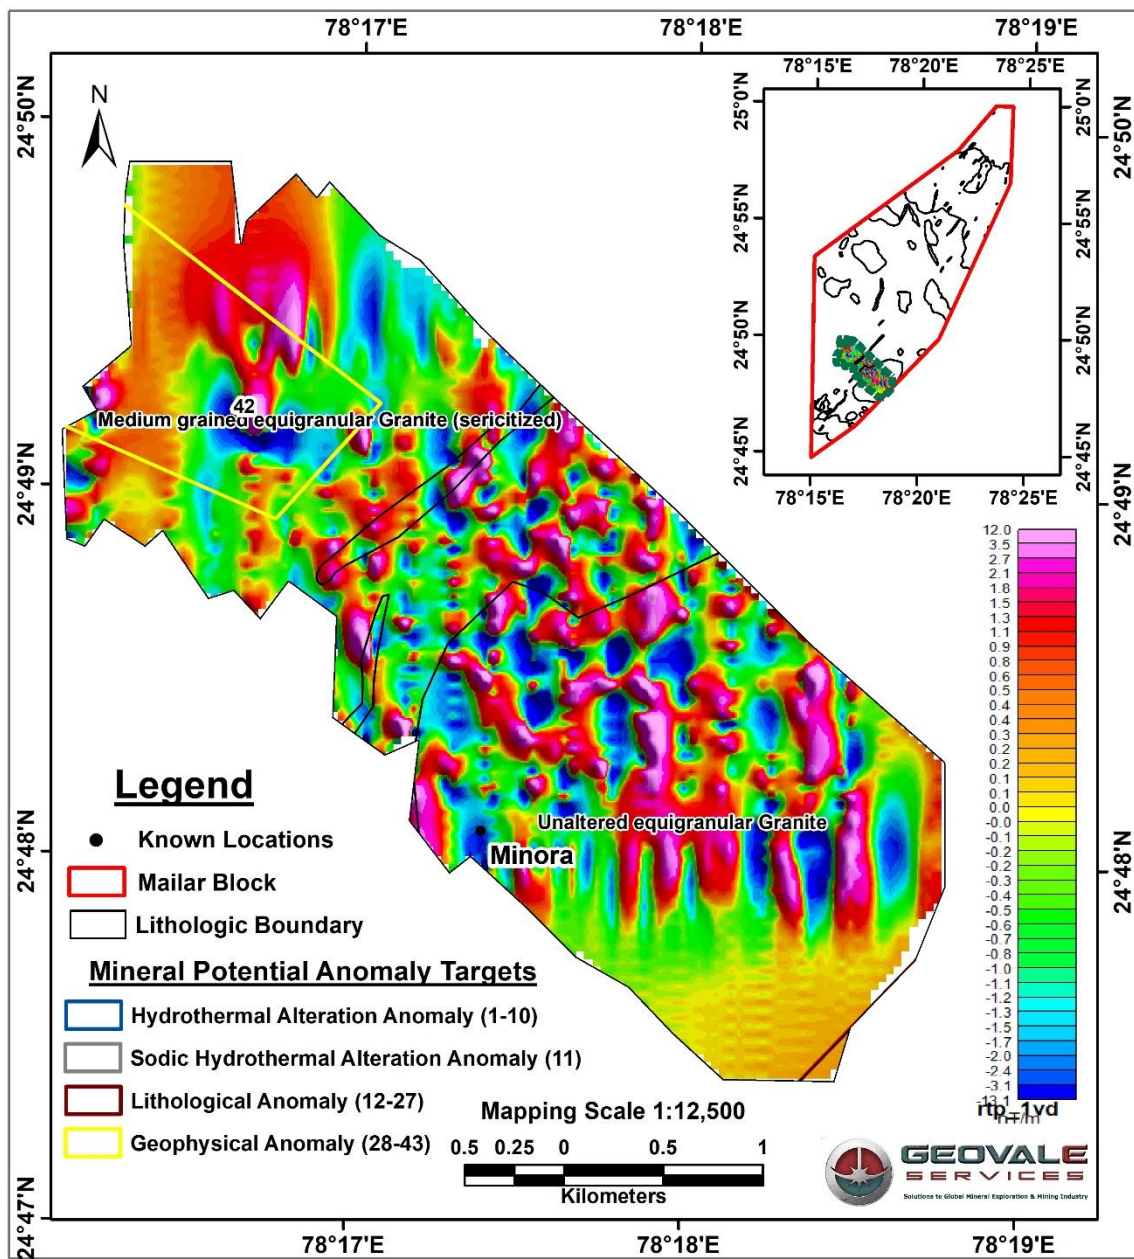 78°17'E 78°18'E 78°19'E
78°15'E 78°20'E 78°25'E
N
24°50'N
24°49'N
24°48'N
24°47'N
25°0'N
24°55'N
24°50'N
24°45'N
25°0'N
24°55'N
24°50'N
24°45'N
78°15'E 78°20'E 78°25'E
24°50'N
24°49'N
24°48'N
42
Medium grained equigranular Granite (sericitized)
Unaltered equigranular Granite
Minora
12.0
3.5
2.7
2.1
1.8
1.5
1.3
1.1
0.9
0.8
0.6
0.5
0.4
0.3
0.2
0.2
0.1
0.1
0.0
-0.0
-0.1
-0.2
-0.2
-0.3
-0.4
-0.5
-0.6
-0.7
-0.8
-1.0
-1.1
-1.2
-1.3
-1.5
-1.7
-2.0
-2.4
-3.1
-13.1
rtp_1vd
Legend
Known Locations
Mailar Block
Lithologic Boundary
Mineral Potential Anomaly Targets
Hydrothermal Alteration Anomaly (1-10)
Sodic Hydrothermal Alteration Anomaly (11)
Lithological Anomaly (12-27)
Geophysical Anomaly (28-43)
Mapping Scale 1:12,500
0.5 0.25 0 0.5 1
Kilometers
GEOVALE
SERVICES
Solutions to Global Mineral Exploration & Mining Industry
78°17'E 78°18'E 78°19'E